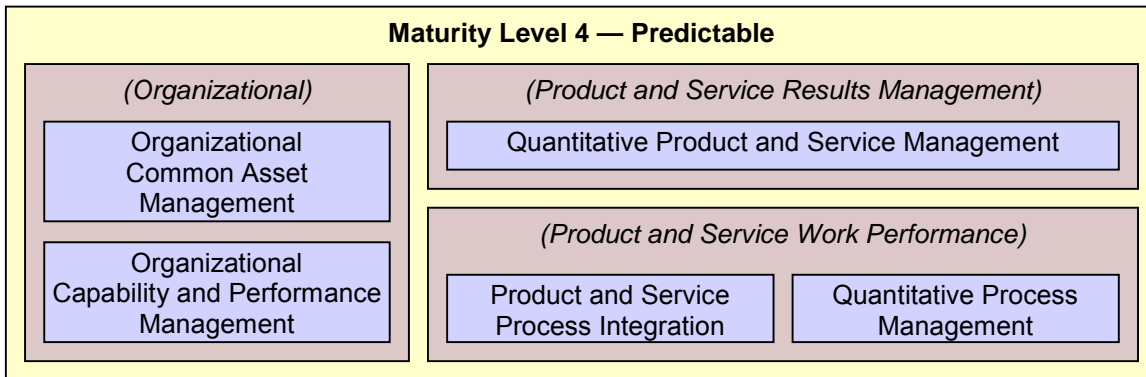 Maturity Level 4 — Predictable
(Organizational)
Organizational
Common Asset
Management
Organizational
Capability and Performance
Management
(Product and Service Results Management)
Quantitative Product and Service Management
(Product and Service Work Performance)
Product and Service
Process Integration
Quantitative Process
Management